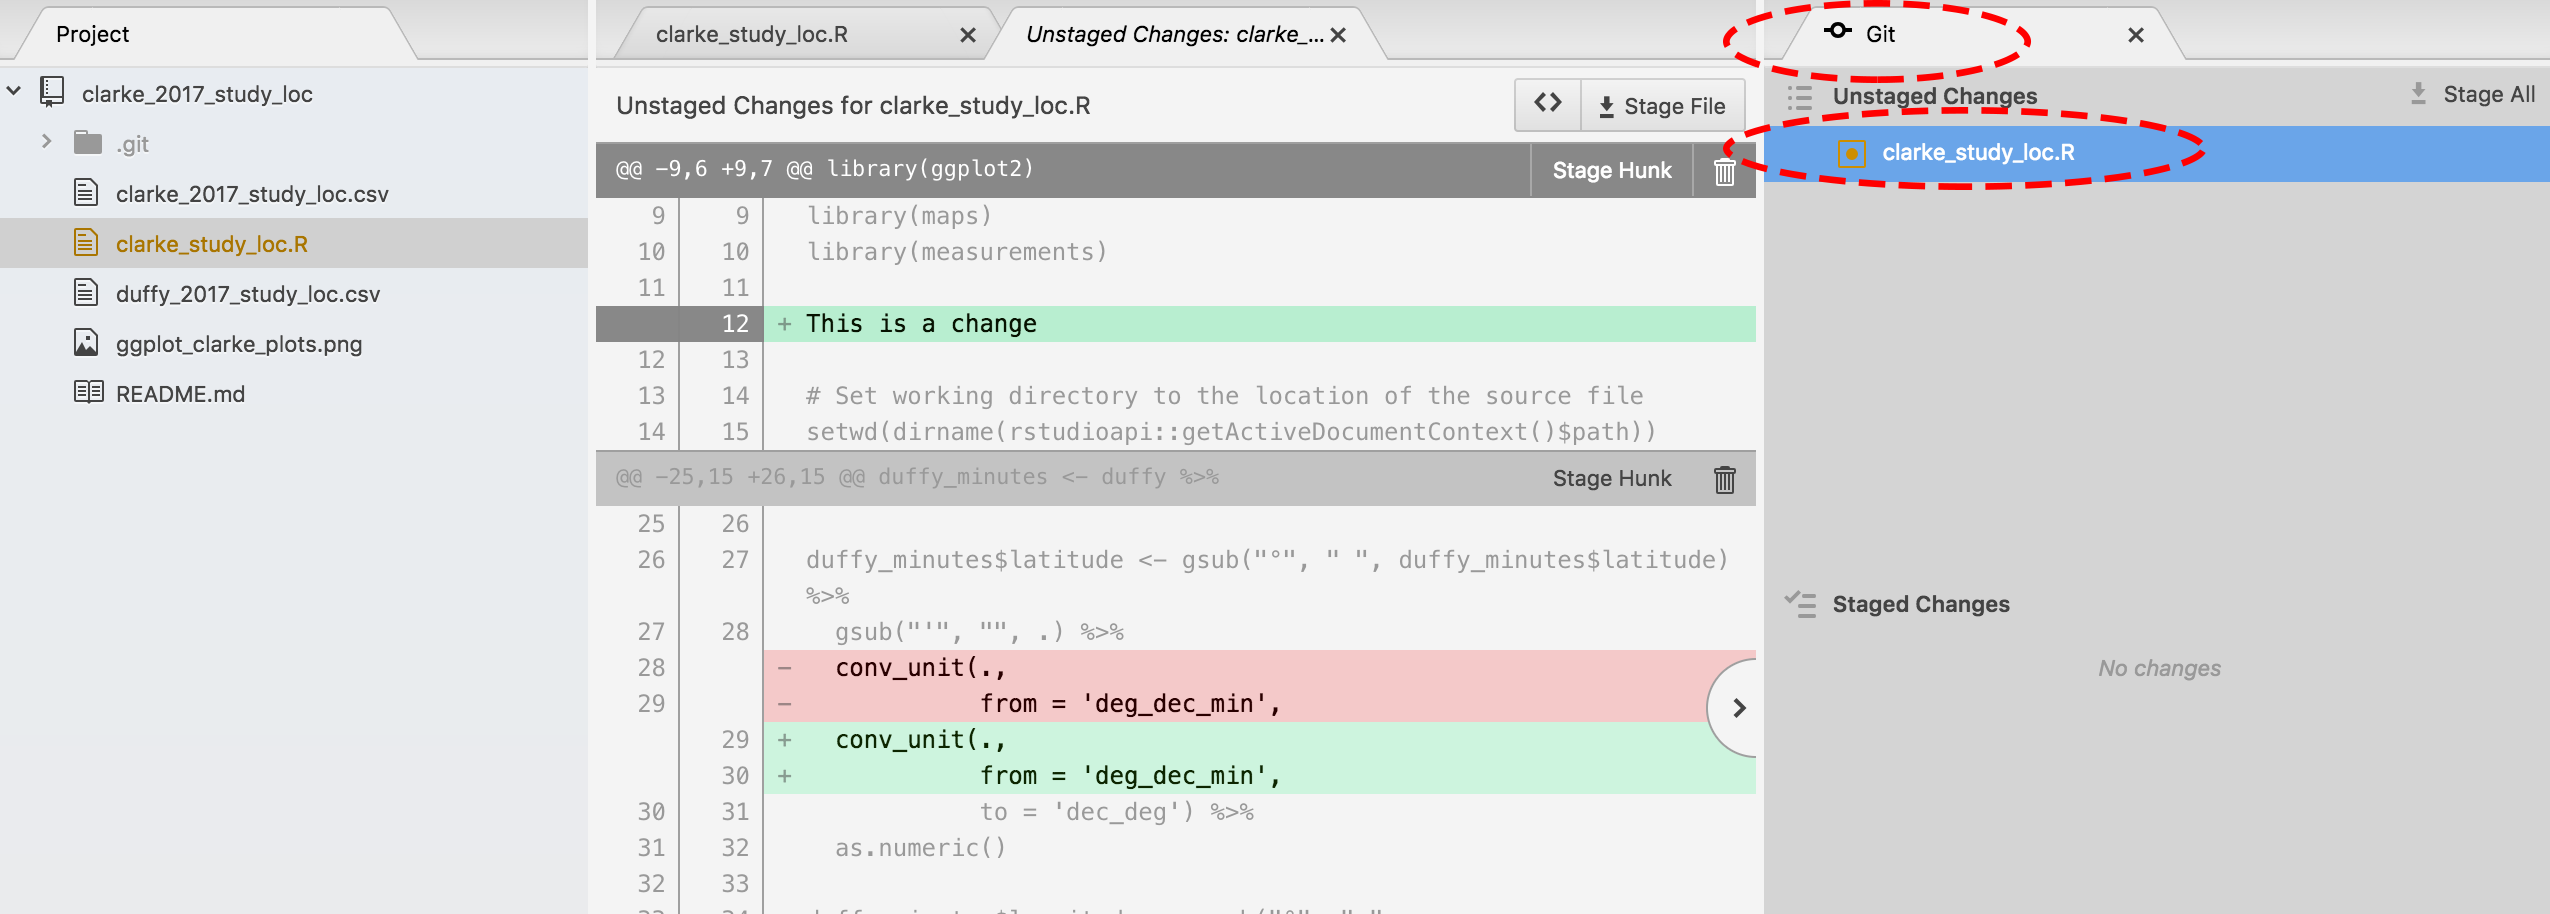 Project
clarke_2017_study_loc
.git
clarke_2017_study_loc.csv
clarke_study_loc.R
duffy_2017_study_loc.csv
ggplot_clarke_plots.png
README.md
clarke_study_loc.R
Unstaged Changes: clarke_...
Unstaged Changes for clarke_study_loc.R
<> Stage File
@@ -9,6 +9,7 @@ library(ggplot2) Stage Hunk
9 9 library(maps)
10 10 library(measurements)
11 11
12 + This is a change
12 13
13 14 # Set working directory to the location of the source file
14 15 setwd(dirname(rstudioapi::getActiveDocumentContext()$path))
@@ -25,15 +26,15 @@ duffy_minutes <- duffy %>% Stage Hunk
25 26
26 27 duffy_minutes$latitude <- gsub("°", " ", duffy_minutes$latitude)
%>%
27 28 gsub("'", "", .) %>%
28 - conv_unit(.,
29 - from = 'deg_dec_min',
29 + conv_unit(.,
30 + from = 'deg_dec_min',
30 31 to = 'dec_deg') %>%
31 32 as.numeric()
32 33
Git
Unstaged Changes Stage All
clarke_study_loc.R
Staged Changes
No changes